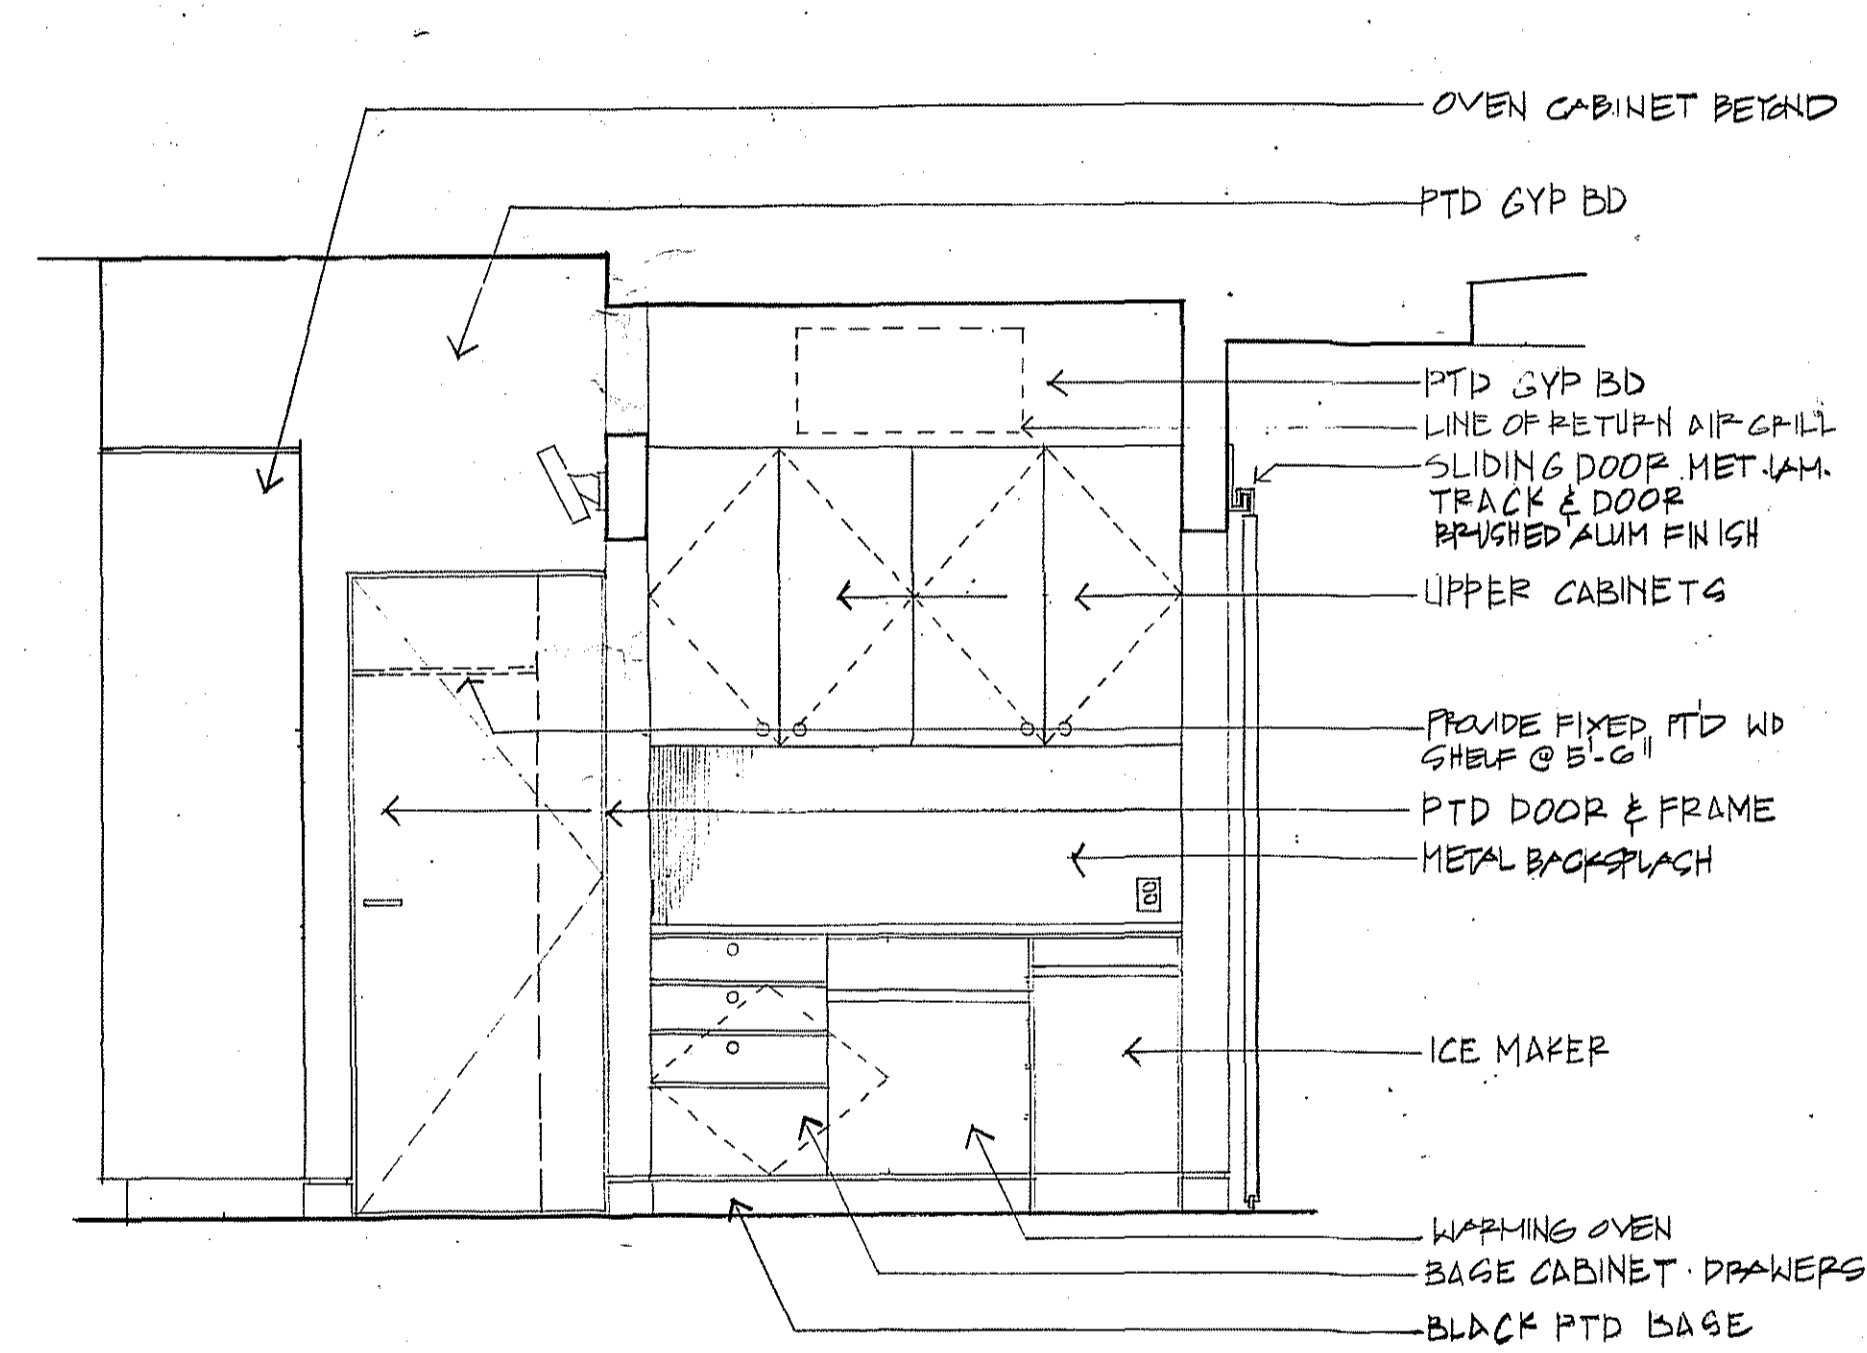 OVEN CABINET BEYOND
PTD GYP BD
PTD GYP BD
LINE OF RETURN AIR GRILL
SLIDING DOOR. MET. LAM.
TRACK & DOOR
BRUSHED ALUM FINISH
UPPER CABINETS
PROVIDE FIXED PT'D WD
SHELF @ 5'-6"
PTD DOOR & FRAME
METAL BACKSPLASH
ICE MAKER
WARMING OVEN
BASE CABINET · DRAWERS
BLACK PTD BASE